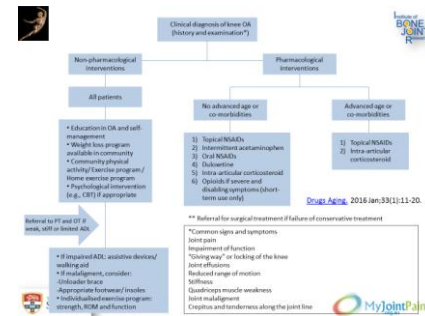 Clinical diagnosis of knee OA
(history and examination*)
Institute of
BONE
JOINT
Non-pharmacological
interventions
Pharmacological
interventions
All patients
No advanced age or
co-morbidities
Advanced age or
co-morbidities
• Education in OA and self-
management
• Weight loss program
available in community
• Community physical
activity/ Exercise program /
Home exercise program
• Psychological intervention
(e.g., CBT) if appropriate
1) Topical NSAIDs
2) Intermittent acetaminophen
3) Oral NSAIDs
4) Duloxetine
5) Intra-articular corticosteroid
6) Opioids if severe and
disabling symptoms (short-
term use only)
1) Topical NSAIDs
2) Intra-articular
corticosteroid
Drugs Aging. 2016 Jan;33(1):11-20.
Referral to PT and OT if
weak, stiff or limited ADL
** Referral for surgical treatment if failure of conservative treatment
• If impaired ADL: assistive devices/
walking aid
• If malalignment, consider:
-Unloader brace
-Appropriate footwear/ insoles
• Individualised exercise program:
strength, ROM and function
*Common signs and symptoms
Joint pain
Impairment of function
"Giving way" or locking of the knee
Joint effusions
Reduced range of motion
Stiffness
Quadriceps muscle weakness
Joint malalignment
Crepitus and tenderness along the joint line
MyJointPain